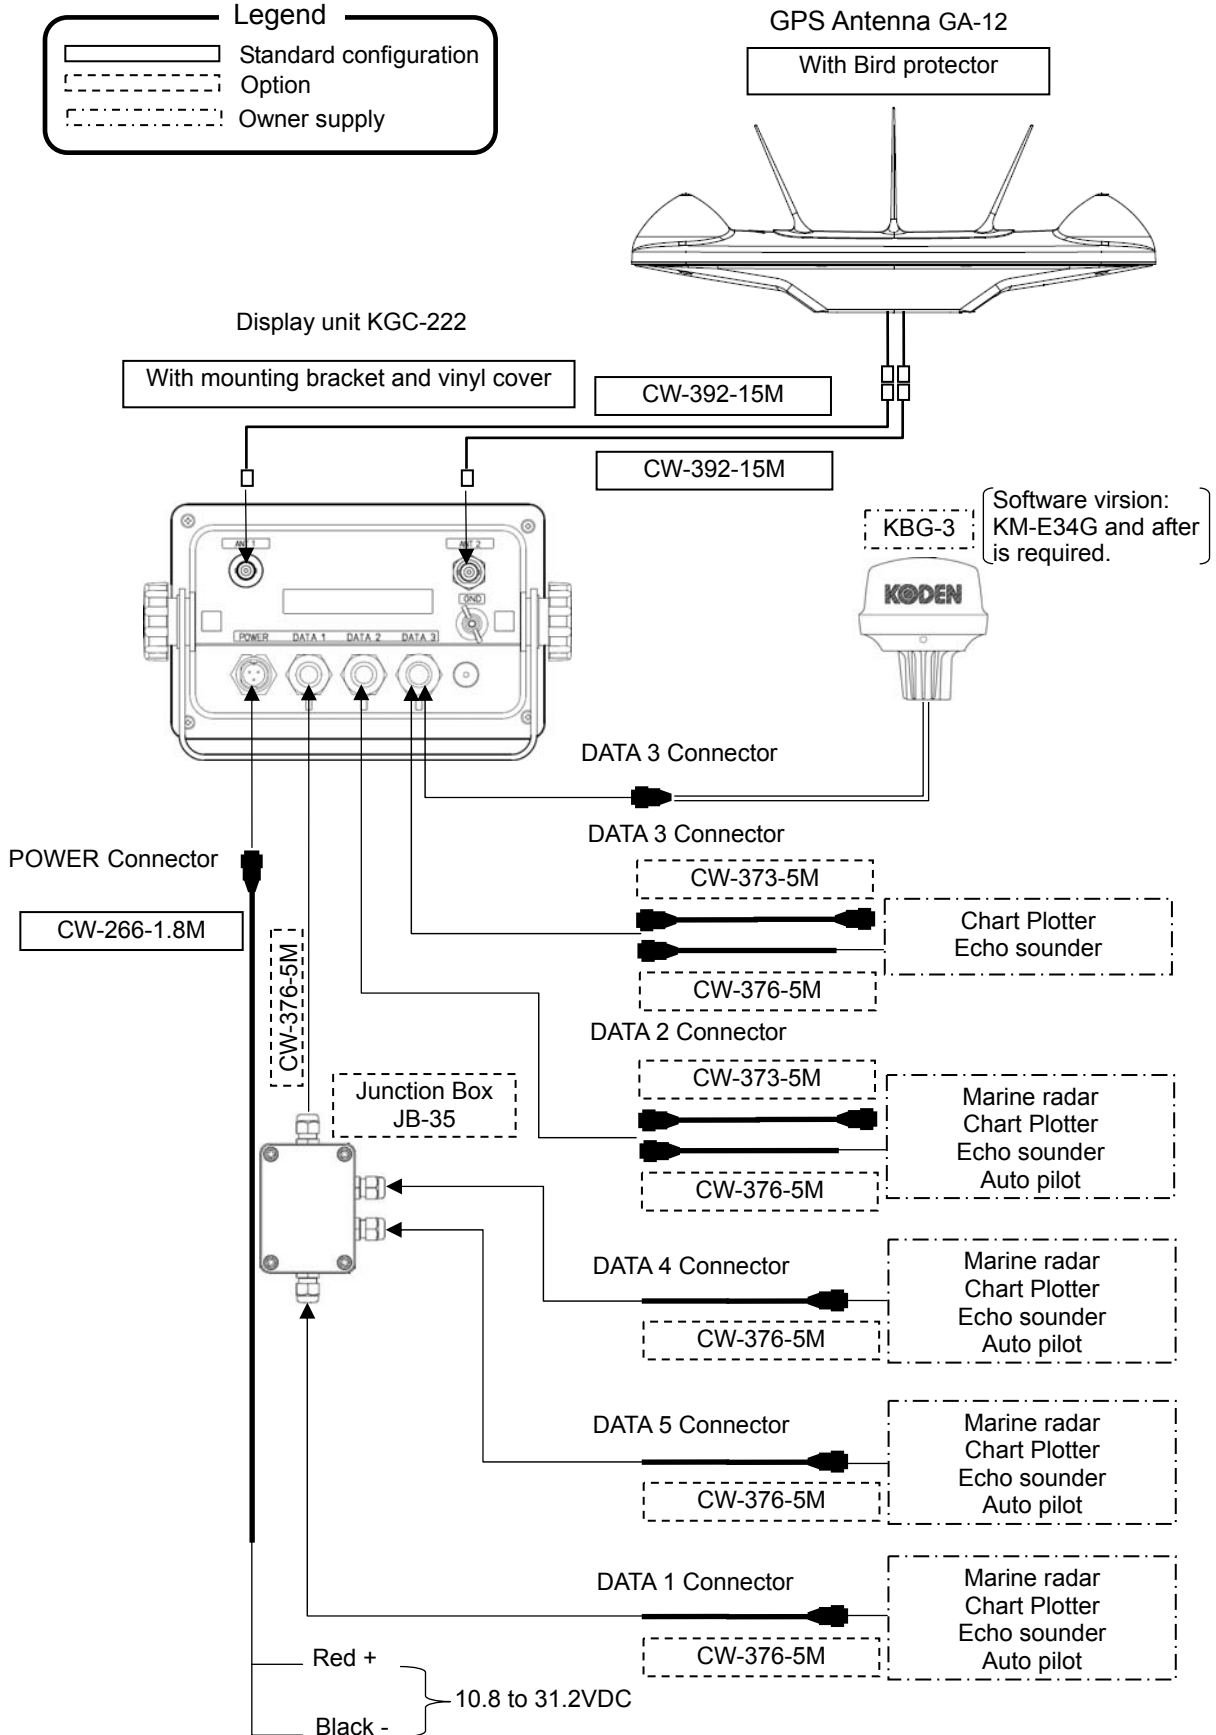 Legend
Standard configuration
Option
Owner supply
GPS Antenna GA-12
With Bird protector
Display unit KGC-222
With mounting bracket and vinyl cover
CW-392-15M
CW-392-15M
KBG-3
Software virsion:
KM-E34G and after
is required.
ANT 1
ANT 2
GND
POWER
DATA 1
DATA 2
DATA 3
KODEN
DATA 3 Connector
DATA 3 Connector
POWER Connector
CW-373-5M
CW-266-1.8M
Chart Plotter
Echo sounder
CW-376-5M
CW-376-5M
DATA 2 Connector
CW-373-5M
Junction Box
JB-35
Marine radar
Chart Plotter
Echo sounder
Auto pilot
CW-376-5M
DATA 4 Connector
Marine radar
Chart Plotter
Echo sounder
Auto pilot
CW-376-5M
DATA 5 Connector
Marine radar
Chart Plotter
Echo sounder
Auto pilot
CW-376-5M
DATA 1 Connector
Marine radar
Chart Plotter
Echo sounder
Auto pilot
CW-376-5M
Red +
10.8 to 31.2VDC
Black -